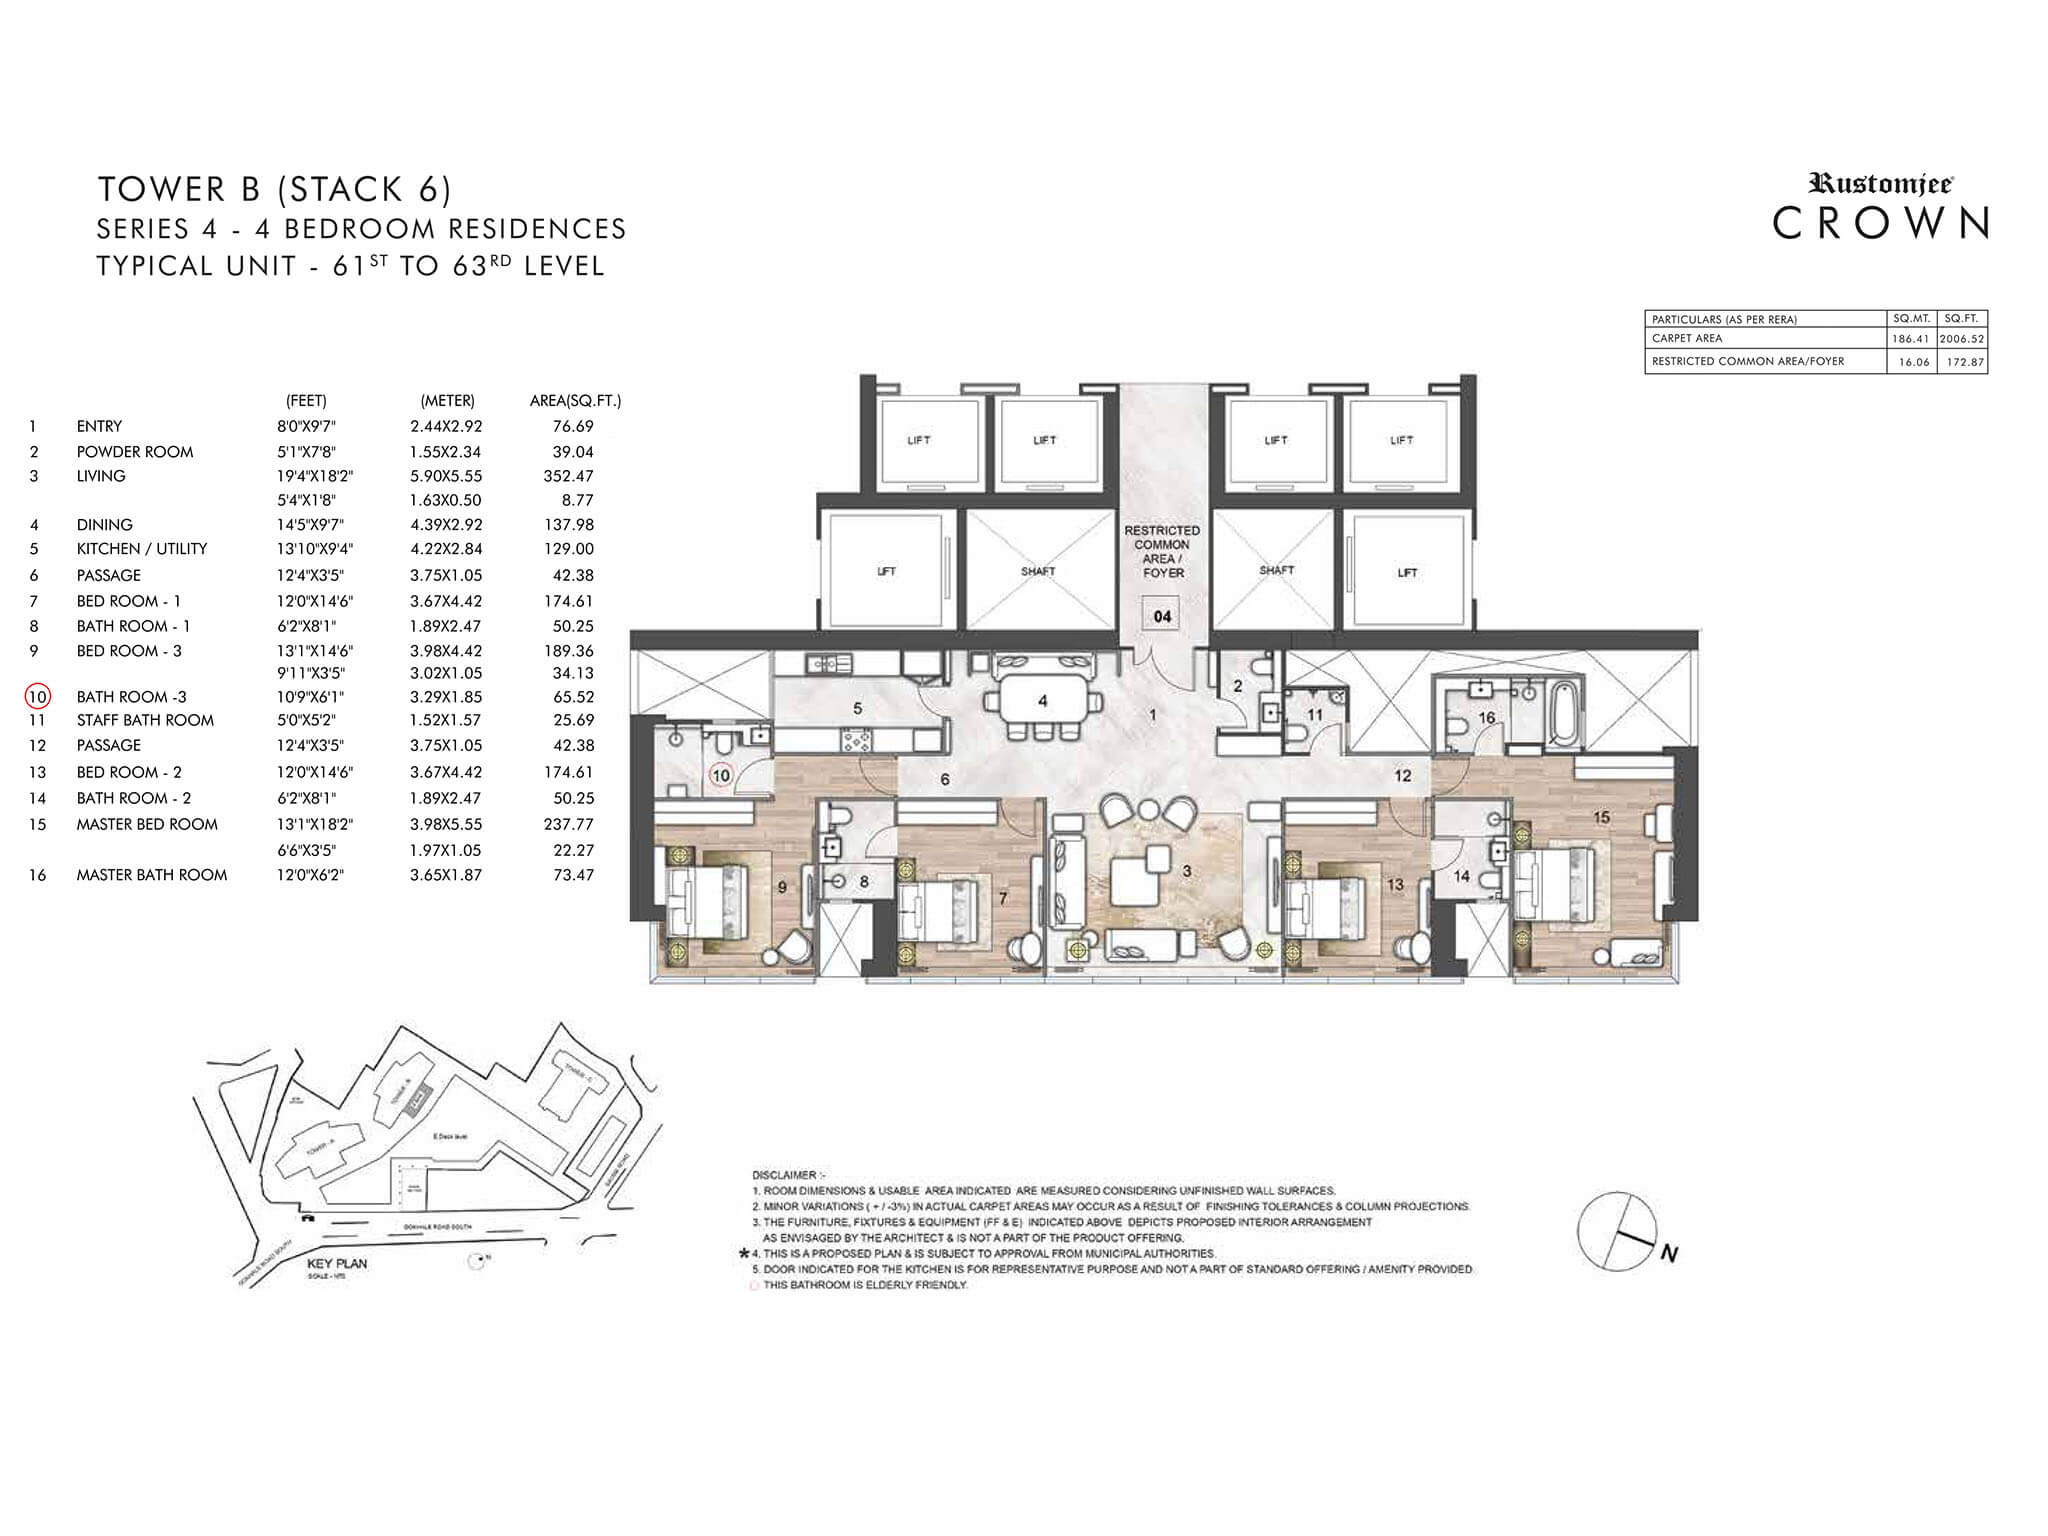 TOWER B (STACK 6)
SERIES 4 - 4 BEDROOM RESIDENCES
TYPICAL UNIT - 61ST TO 63RD LEVEL
Rustomjee
CROWN
PARTICULARS (AS PER RERA) SQ.MT. SQ.FT.
CARPET AREA 186.41 2006.52
RESTRICTED COMMON AREA/FOYER 16.06 172.87
(FEET) (METER) AREA(SQ.FT.)
1 ENTRY 8'0"X9'7" 2.44X2.92 76.69
2 POWDER ROOM 5'1"X7'8" 1.55X2.34 39.04
3 LIVING 19'4"X18'2" 5.90X5.55 352.47
5'4"X1'8" 1.63X0.50 8.77
4 DINING 14'5"X9'7" 4.39X2.92 137.98
5 KITCHEN / UTILITY 13'10"X9'4" 4.22X2.84 129.00
6 PASSAGE 12'4"X3'5" 3.75X1.05 42.38
7 BED ROOM - 1 12'0"X14'6" 3.67X4.42 174.61
8 BATH ROOM - 1 6'2"X8'1" 1.89X2.47 50.25
9 BED ROOM - 3 13'1"X14'6" 3.98X4.42 189.36
9'11"X3'5" 3.02X1.05 34.13
10 BATH ROOM -3 10'9"X6'1" 3.29X1.85 65.52
11 STAFF BATH ROOM 5'0"X5'2" 1.52X1.57 25.69
12 PASSAGE 12'4"X3'5" 3.75X1.05 42.38
13 BED ROOM - 2 12'0"X14'6" 3.67X4.42 174.61
14 BATH ROOM - 2 6'2"X8'1" 1.89X2.47 50.25
15 MASTER BED ROOM 13'1"X18'2" 3.98X5.55 237.77
6'6"X3'5" 1.97X1.05 22.27
16 MASTER BATH ROOM 12'0"X6'2" 3.65X1.87 73.47
LIFT LIFT LIFT LIFT
RESTRICTED
COMMON
AREA /
FOYER
LIFT SHAFT SHAFT LIFT
04
2
5 4 1 11 16
10 6 12
15
3
9 8 7 13 14
TOWER - B
TOWER - C
TOWER - A
E Deck level
GOKHALE ROAD SOUTH
GOKHALE ROAD SOUTH
KEY PLAN
SCALE - NTS
N
DISCLAIMER :-
1. ROOM DIMENSIONS & USABLE AREA INDICATED ARE MEASURED CONSIDERING UNFINISHED WALL SURFACES.
2. MINOR VARIATIONS ( + / -3%) IN ACTUAL CARPET AREAS MAY OCCUR AS A RESULT OF FINISHING TOLERANCES & COLUMN PROJECTIONS.
3. THE FURNITURE, FIXTURES & EQUIPMENT (FF & E) INDICATED ABOVE DEPICTS PROPOSED INTERIOR ARRANGEMENT
AS ENVISAGED BY THE ARCHITECT & IS NOT A PART OF THE PRODUCT OFFERING.
*4. THIS IS A PROPOSED PLAN & IS SUBJECT TO APPROVAL FROM MUNICIPAL AUTHORITIES.
5. DOOR INDICATED FOR THE KITCHEN IS FOR REPRESENTATIVE PURPOSE AND NOT A PART OF STANDARD OFFERING / AMENITY PROVIDED.
THIS BATHROOM IS ELDERLY FRIENDLY.
N